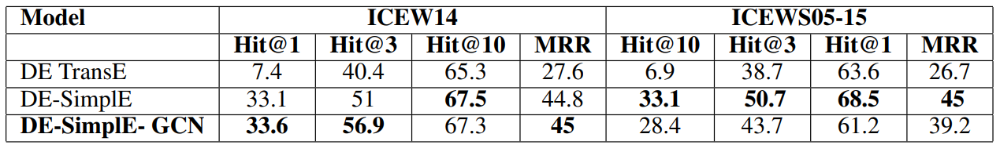 Model ICEW14 ICEWS05-15
Hit@1 Hit@3 Hit@10 MRR Hit@10 Hit@3 Hit@1 MRR
DE TransE 7.4 40.4 65.3 27.6 6.9 38.7 63.6 26.7
DE-SimplE 33.1 51 67.5 44.8 33.1 50.7 68.5 45
DE-SimplE- GCN 33.6 56.9 67.3 45 28.4 43.7 61.2 39.2